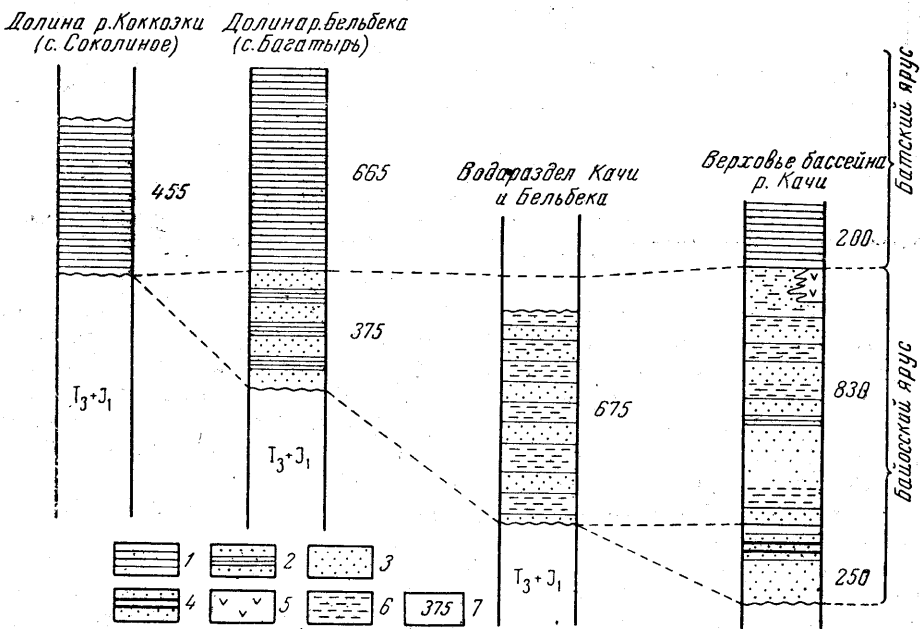 Долина р.Коккозки
(с. Соколиное)
Долина р. Бельбека
(с. Багатырь)
Водараздел Качи
и Бельбека
Верховье бассейна
р. Качи
Батский ярус
Байосский ярус
455
665
375
675
200
830
250
T₃+J₁
T₃+J₁
T₃+J₁
1
2
3
4
5
6
375
7